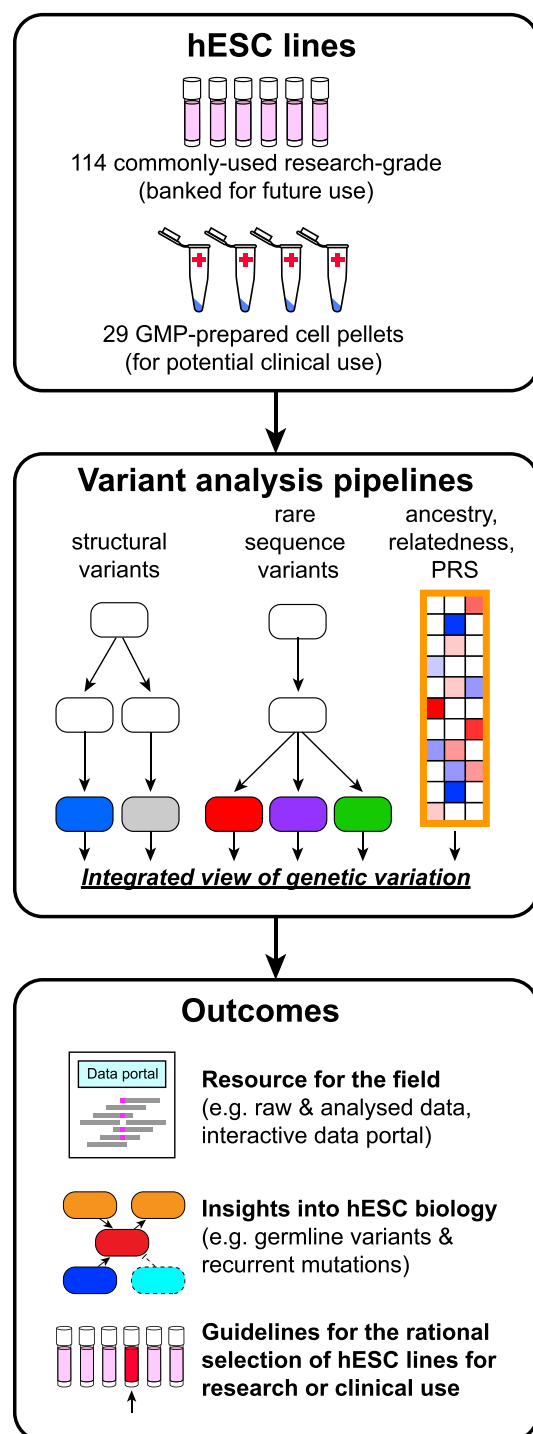 hESC lines
114 commonly-used research-grade
(banked for future use)
29 GMP-prepared cell pellets
(for potential clinical use)
Variant analysis pipelines
structural
variants
rare
sequence
variants
ancestry,
relatedness,
PRS
Integrated view of genetic variation
Outcomes
Data portal
Resource for the field
(e.g. raw & analysed data,
interactive data portal)
Insights into hESC biology
(e.g. germline variants &
recurrent mutations)
Guidelines for the rational
selection of hESC lines for
research or clinical use